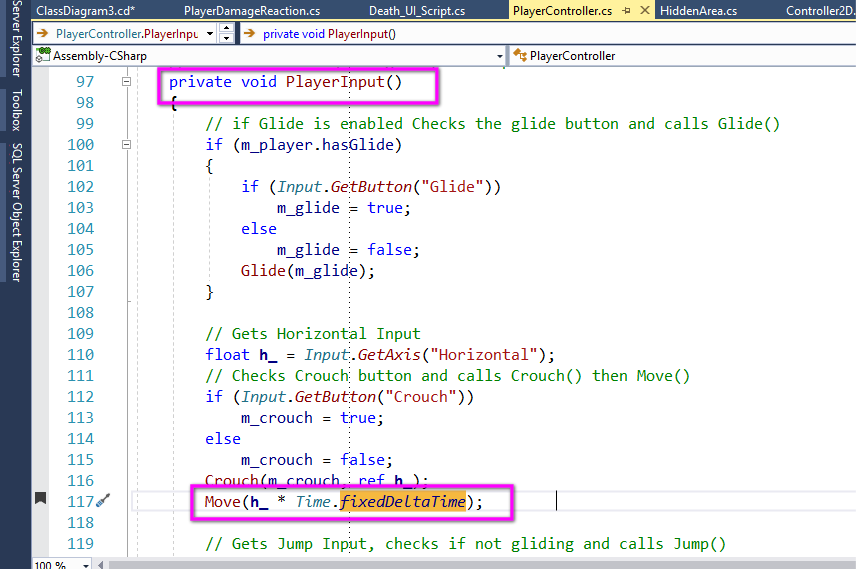 Server Explorer
Toolbox
SQL Server Object Explorer
ClassDiagram3.cd* PlayerDamageReaction.cs Death_UI_Script.cs PlayerController.cs HiddenArea.cs Controller2D.
PlayerController.PlayerInpu private void PlayerInput()
Assembly-CSharp PlayerController
97 private void PlayerInput()
98 {
99 // if Glide is enabled Checks the glide button and calls Glide()
100 if (m_player.hasGlide)
101 {
102 if (Input.GetButton("Glide"))
103 m_glide = true;
104 else
105 m_glide = false;
106 Glide(m_glide);
107 }
108
109 // Gets Horizontal Input
110 float h_ = Input.GetAxis("Horizontal");
111 // Checks Crouch button and calls Crouch() then Move()
112 if (Input.GetButton("Crouch"))
113 m_crouch = true;
114 else
115 m_crouch = false;
116 Crouch(m_crouch, ref h_);
117 Move(h_ * Time.fixedDeltaTime);
118
119 // Gets Jump Input, checks if not gliding and calls Jump()
100 %